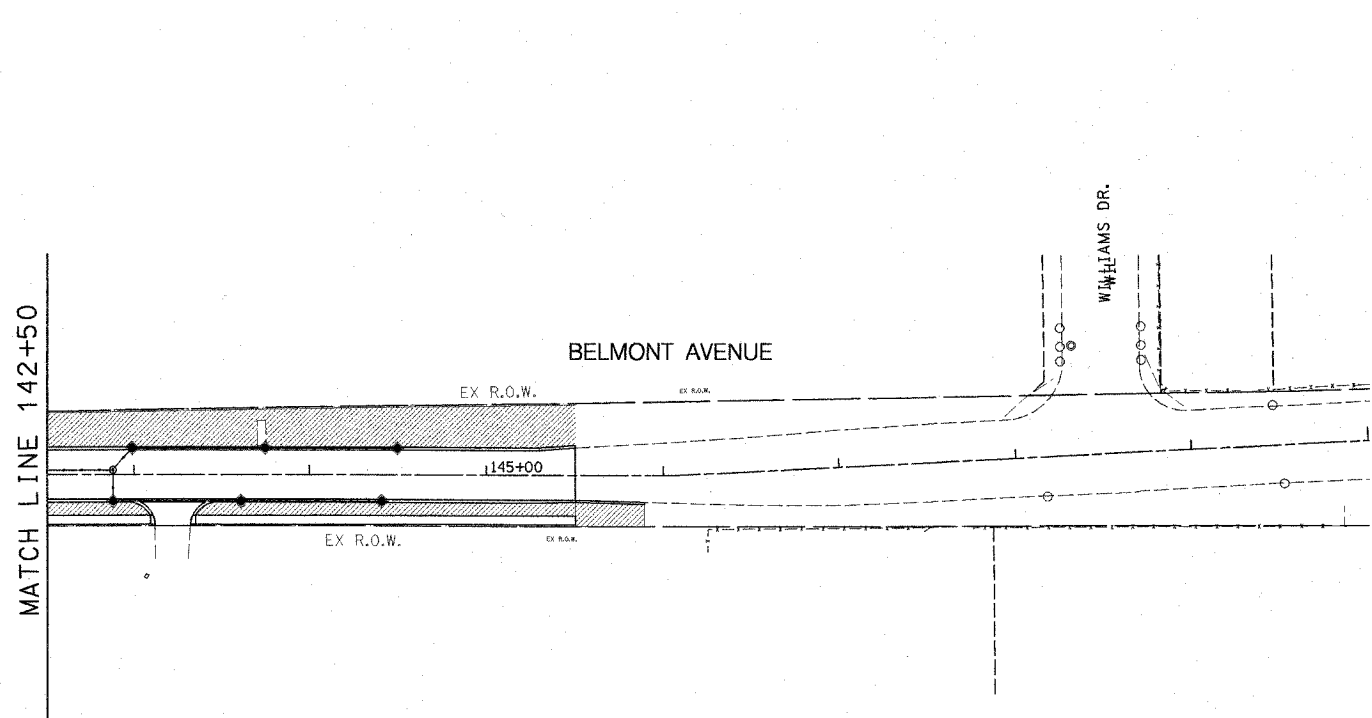 MATCH LINE 142+50
WILLIAMS DR.
BELMONT AVENUE
EX R.O.W.
EX R.O.W.
145+00
EX R.O.W.
EX R.O.W.